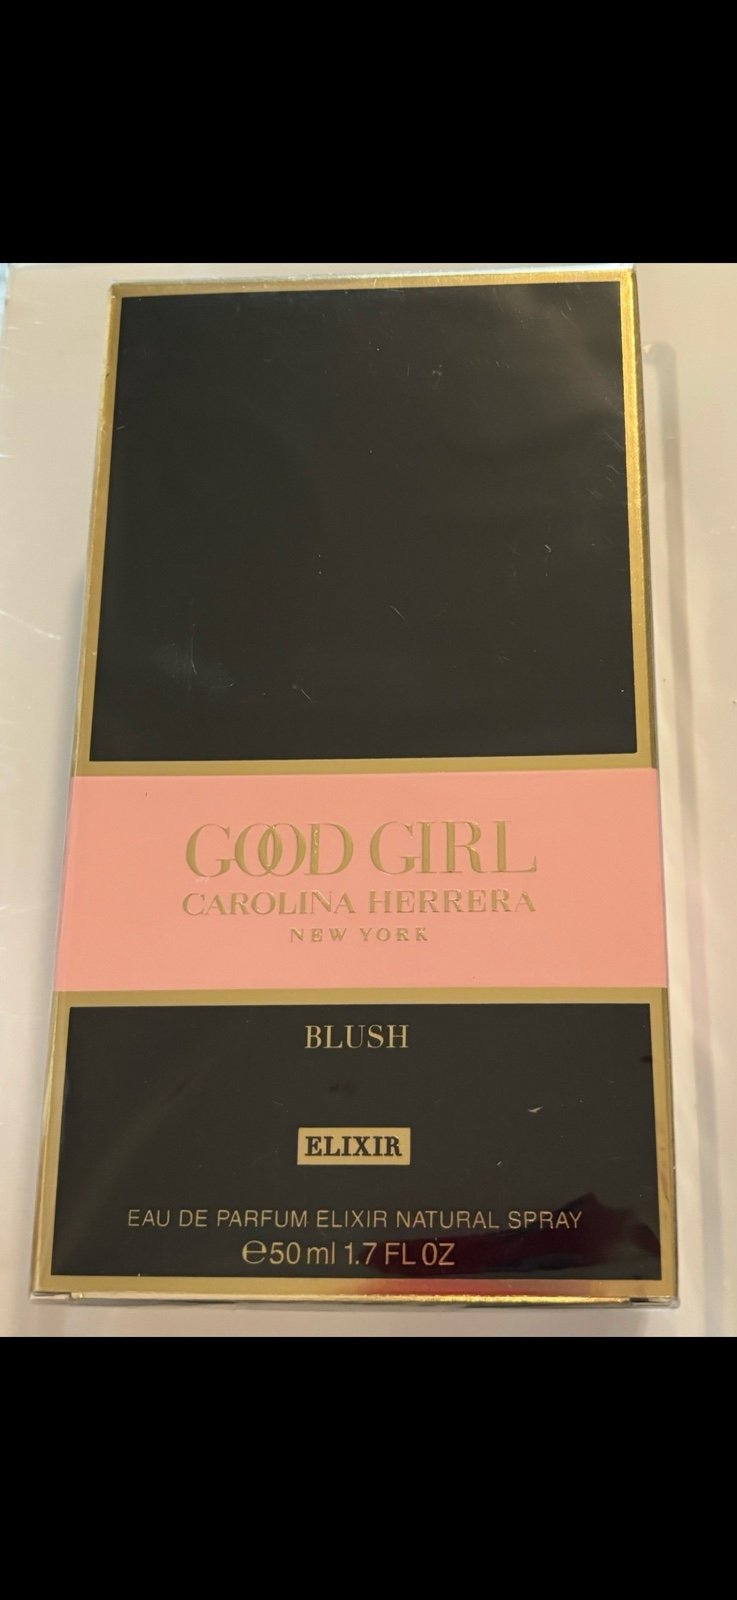 GOOD GIRL
CAROLINA HERRERA
NEW YORK
BLUSH
ELIXIR
EAU DE PARFUM ELIXIR NATURAL SPRAY
℮50 ml 1.7 FL OZ